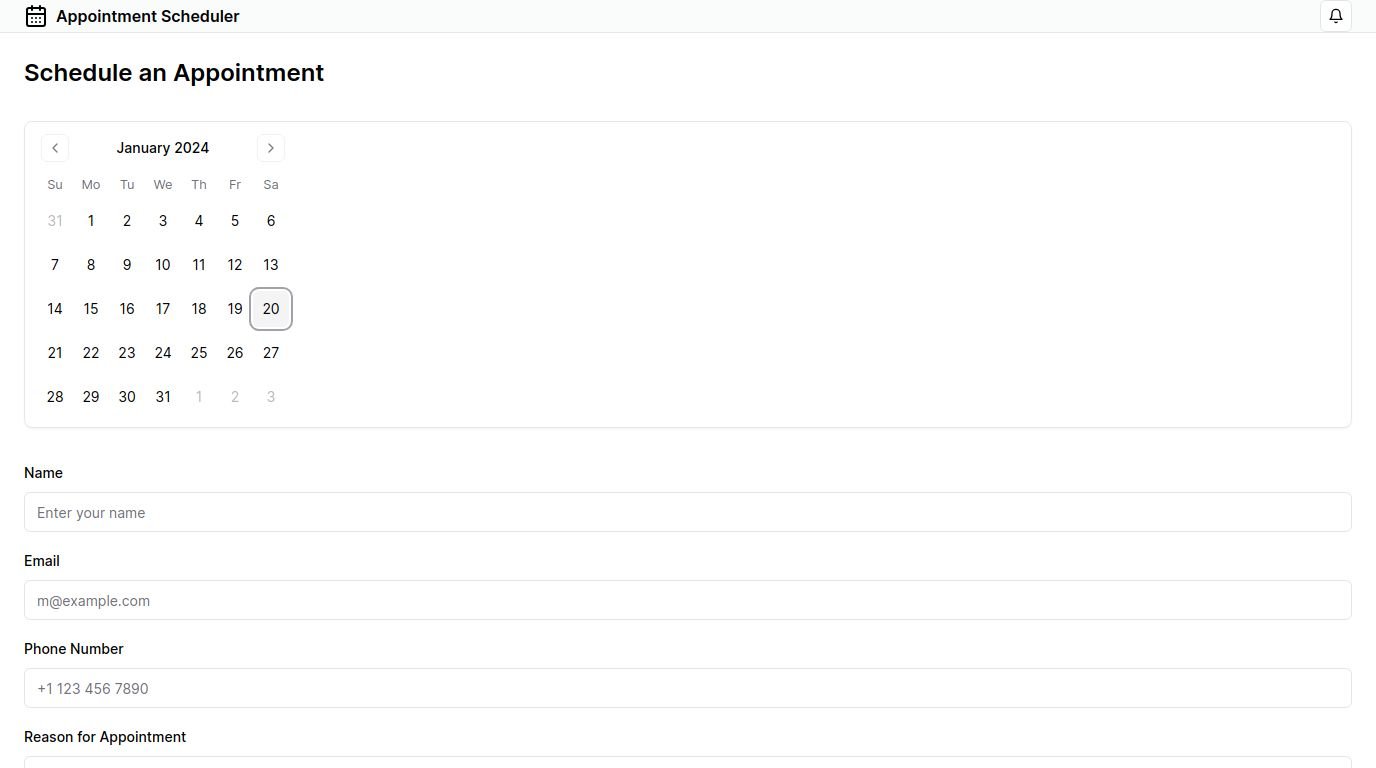 Appointment Scheduler
Schedule an Appointment
January 2024
Su Mo Tu We Th Fr Sa
31 1 2 3 4 5 6
7 8 9 10 11 12 13
14 15 16 17 18 19 20
21 22 23 24 25 26 27
28 29 30 31 1 2 3
Name
Enter your name
Email
m@example.com
Phone Number
+1 123 456 7890
Reason for Appointment